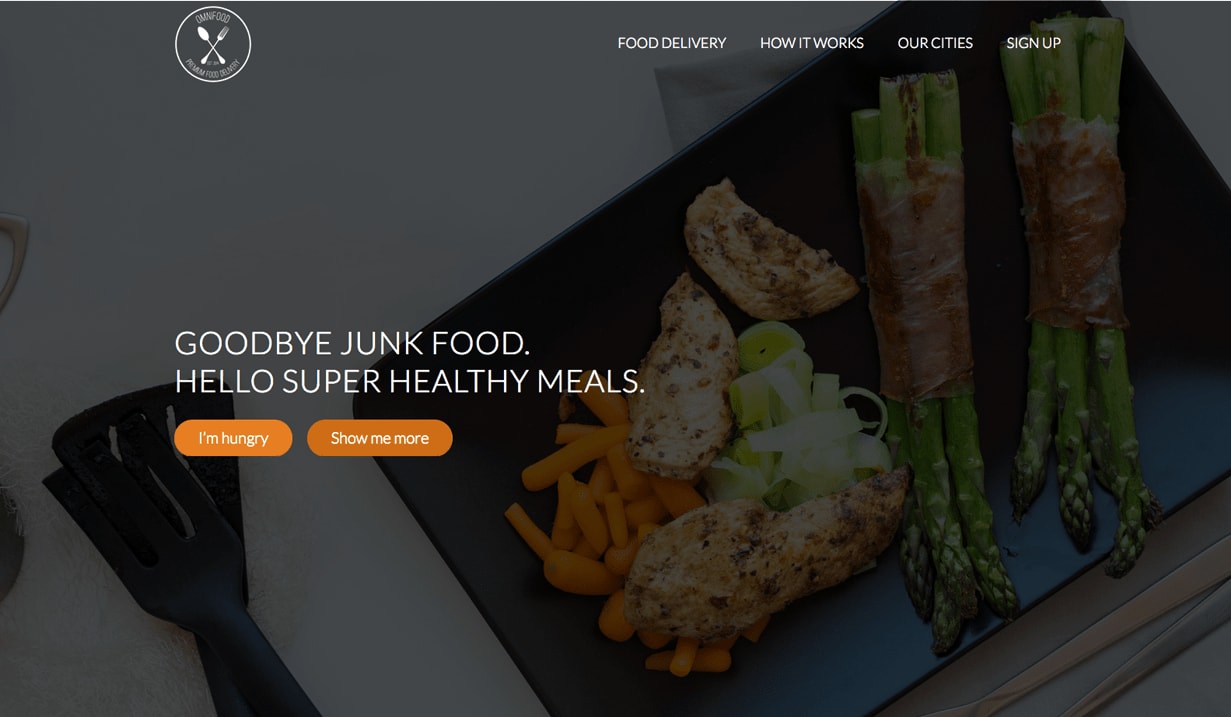 OMNIFOOD
PREMIUM FOOD DELIVERY
FOOD DELIVERY
HOW IT WORKS
OUR CITIES
SIGN UP
GOODBYE JUNK FOOD.
HELLO SUPER HEALTHY MEALS.
I'm hungry
Show me more